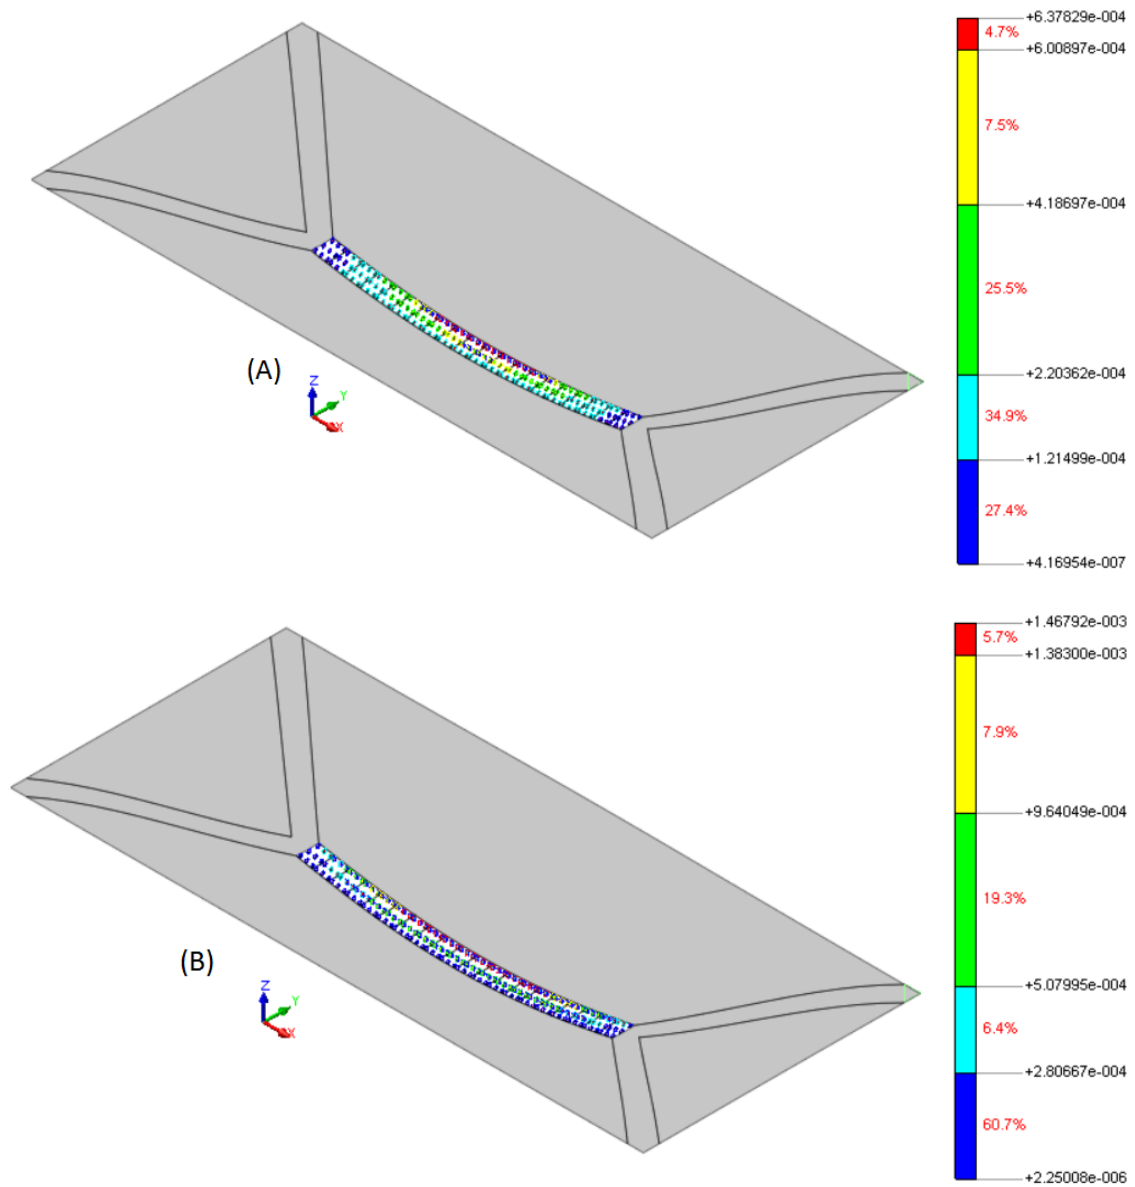 +6.37829e-004
4.7%
+6.00897e-004
7.5%
+4.18697e-004
25.5%
+2.20362e-004
34.9%
+1.21499e-004
27.4%
+4.16954e-007
(A)
Z
Y
X
+1.46792e-003
5.7%
+1.38300e-003
7.9%
+9.64049e-004
19.3%
+5.07995e-004
6.4%
+2.80667e-004
60.7%
+2.25008e-006
(B)
Z
Y
X